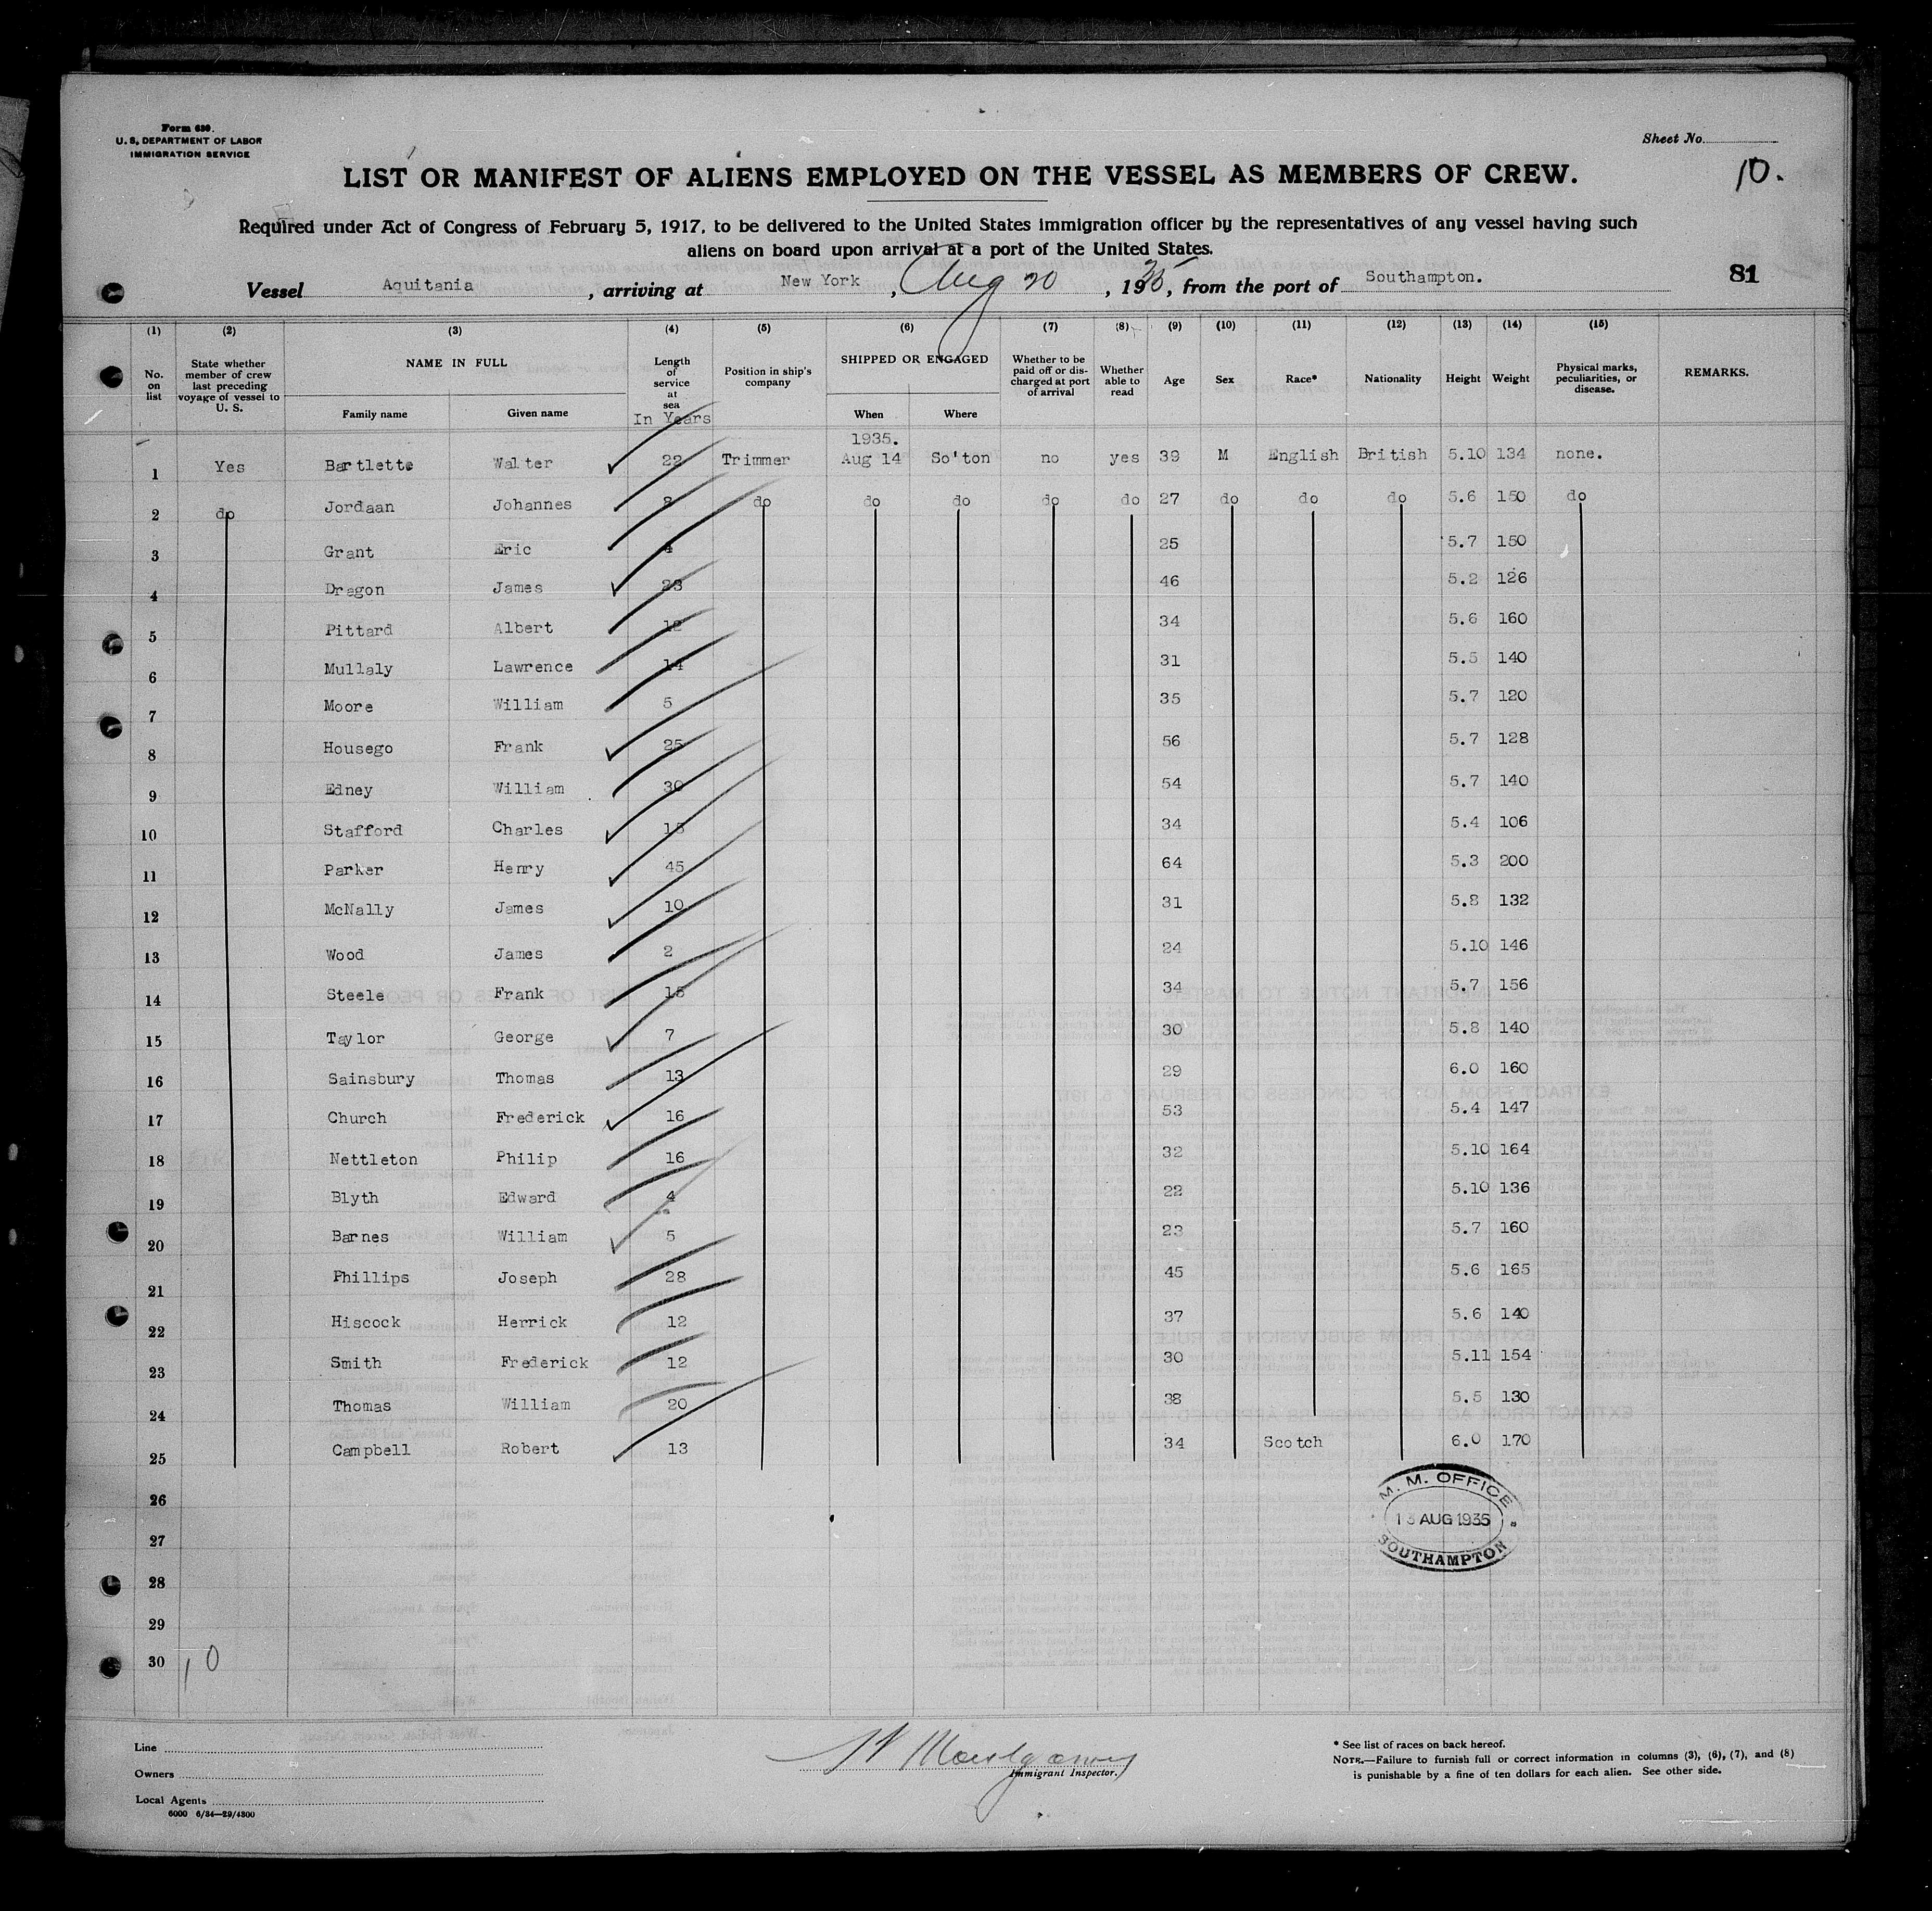 Form 630.
U. S. DEPARTMENT OF LABOR
IMMIGRATION SERVICE
Sheet No.
10.
LIST OR MANIFEST OF ALIENS EMPLOYED ON THE VESSEL AS MEMBERS OF CREW.
Required under Act of Congress of February 5, 1917, to be delivered to the United States immigration officer by the representatives of any vessel having such
aliens on board upon arrival at a port of the United States.
Vessel Aquitania, arriving at New York, Aug 20, 1935, from the port of Southampton. 81
(1) (2) (3) (4) (5) (6) (7) (8) (9) (10) (11) (12) (13) (14) (15)
No. on list State whether member of crew last preceding voyage of vessel to U. S. NAME IN FULL Family name Given name Length of service at sea In Years Position in ship's company SHIPPED OR ENGAGED When Where Whether to be paid off or discharged at port of arrival Whether able to read Age Sex Race* Nationality Height Weight Physical marks, peculiarities, or disease. REMARKS.
1935.
1 Yes Bartlette Walter 22 Trimmer Aug 14 So'ton no yes 39 M English British 5.10 134 none.
2 do Jordaan Johannes 8 do do do do do 27 do do do 5.6 150 do
3 Grant Eric 4 25 5.7 150
4 Dragon James 23 46 5.2 126
5 Pittard Albert 12 34 5.6 160
6 Mullaly Lawrence 14 31 5.5 140
7 Moore William 5 35 5.7 120
8 Housego Frank 25 56 5.7 128
9 Edney William 30 54 5.7 140
10 Stafford Charles 15 34 5.4 106
11 Parker Henry 45 64 5.3 200
12 McNally James 10 31 5.8 132
13 Wood James 2 24 5.10 146
14 Steele Frank 15 34 5.7 156
15 Taylor George 7 30 5.8 140
16 Sainsbury Thomas 13 29 6.0 160
17 Church Frederick 16 53 5.4 147
18 Nettleton Philip 16 32 5.10 164
19 Blyth Edward 4 22 5.10 136
20 Barnes William 5 23 5.7 160
21 Phillips Joseph 28 45 5.6 165
22 Hiscock Herrick 12 37 5.6 140
23 Smith Frederick 12 30 5.11 154
24 Thomas William 20 38 5.5 130
25 Campbell Robert 13 34 Scotch 6.0 170
26
27
28
29
30 10
M. M. OFFICE
13 AUG 1935
SOUTHAMPTON
Line
Owners
Local Agents
6000 6/34—29/4300
Montgomery
Immigrant Inspector.
* See list of races on back hereof.
NOTE.—Failure to furnish full or correct information in columns (3), (6), (7), and (8)
is punishable by a fine of ten dollars for each alien. See other side.